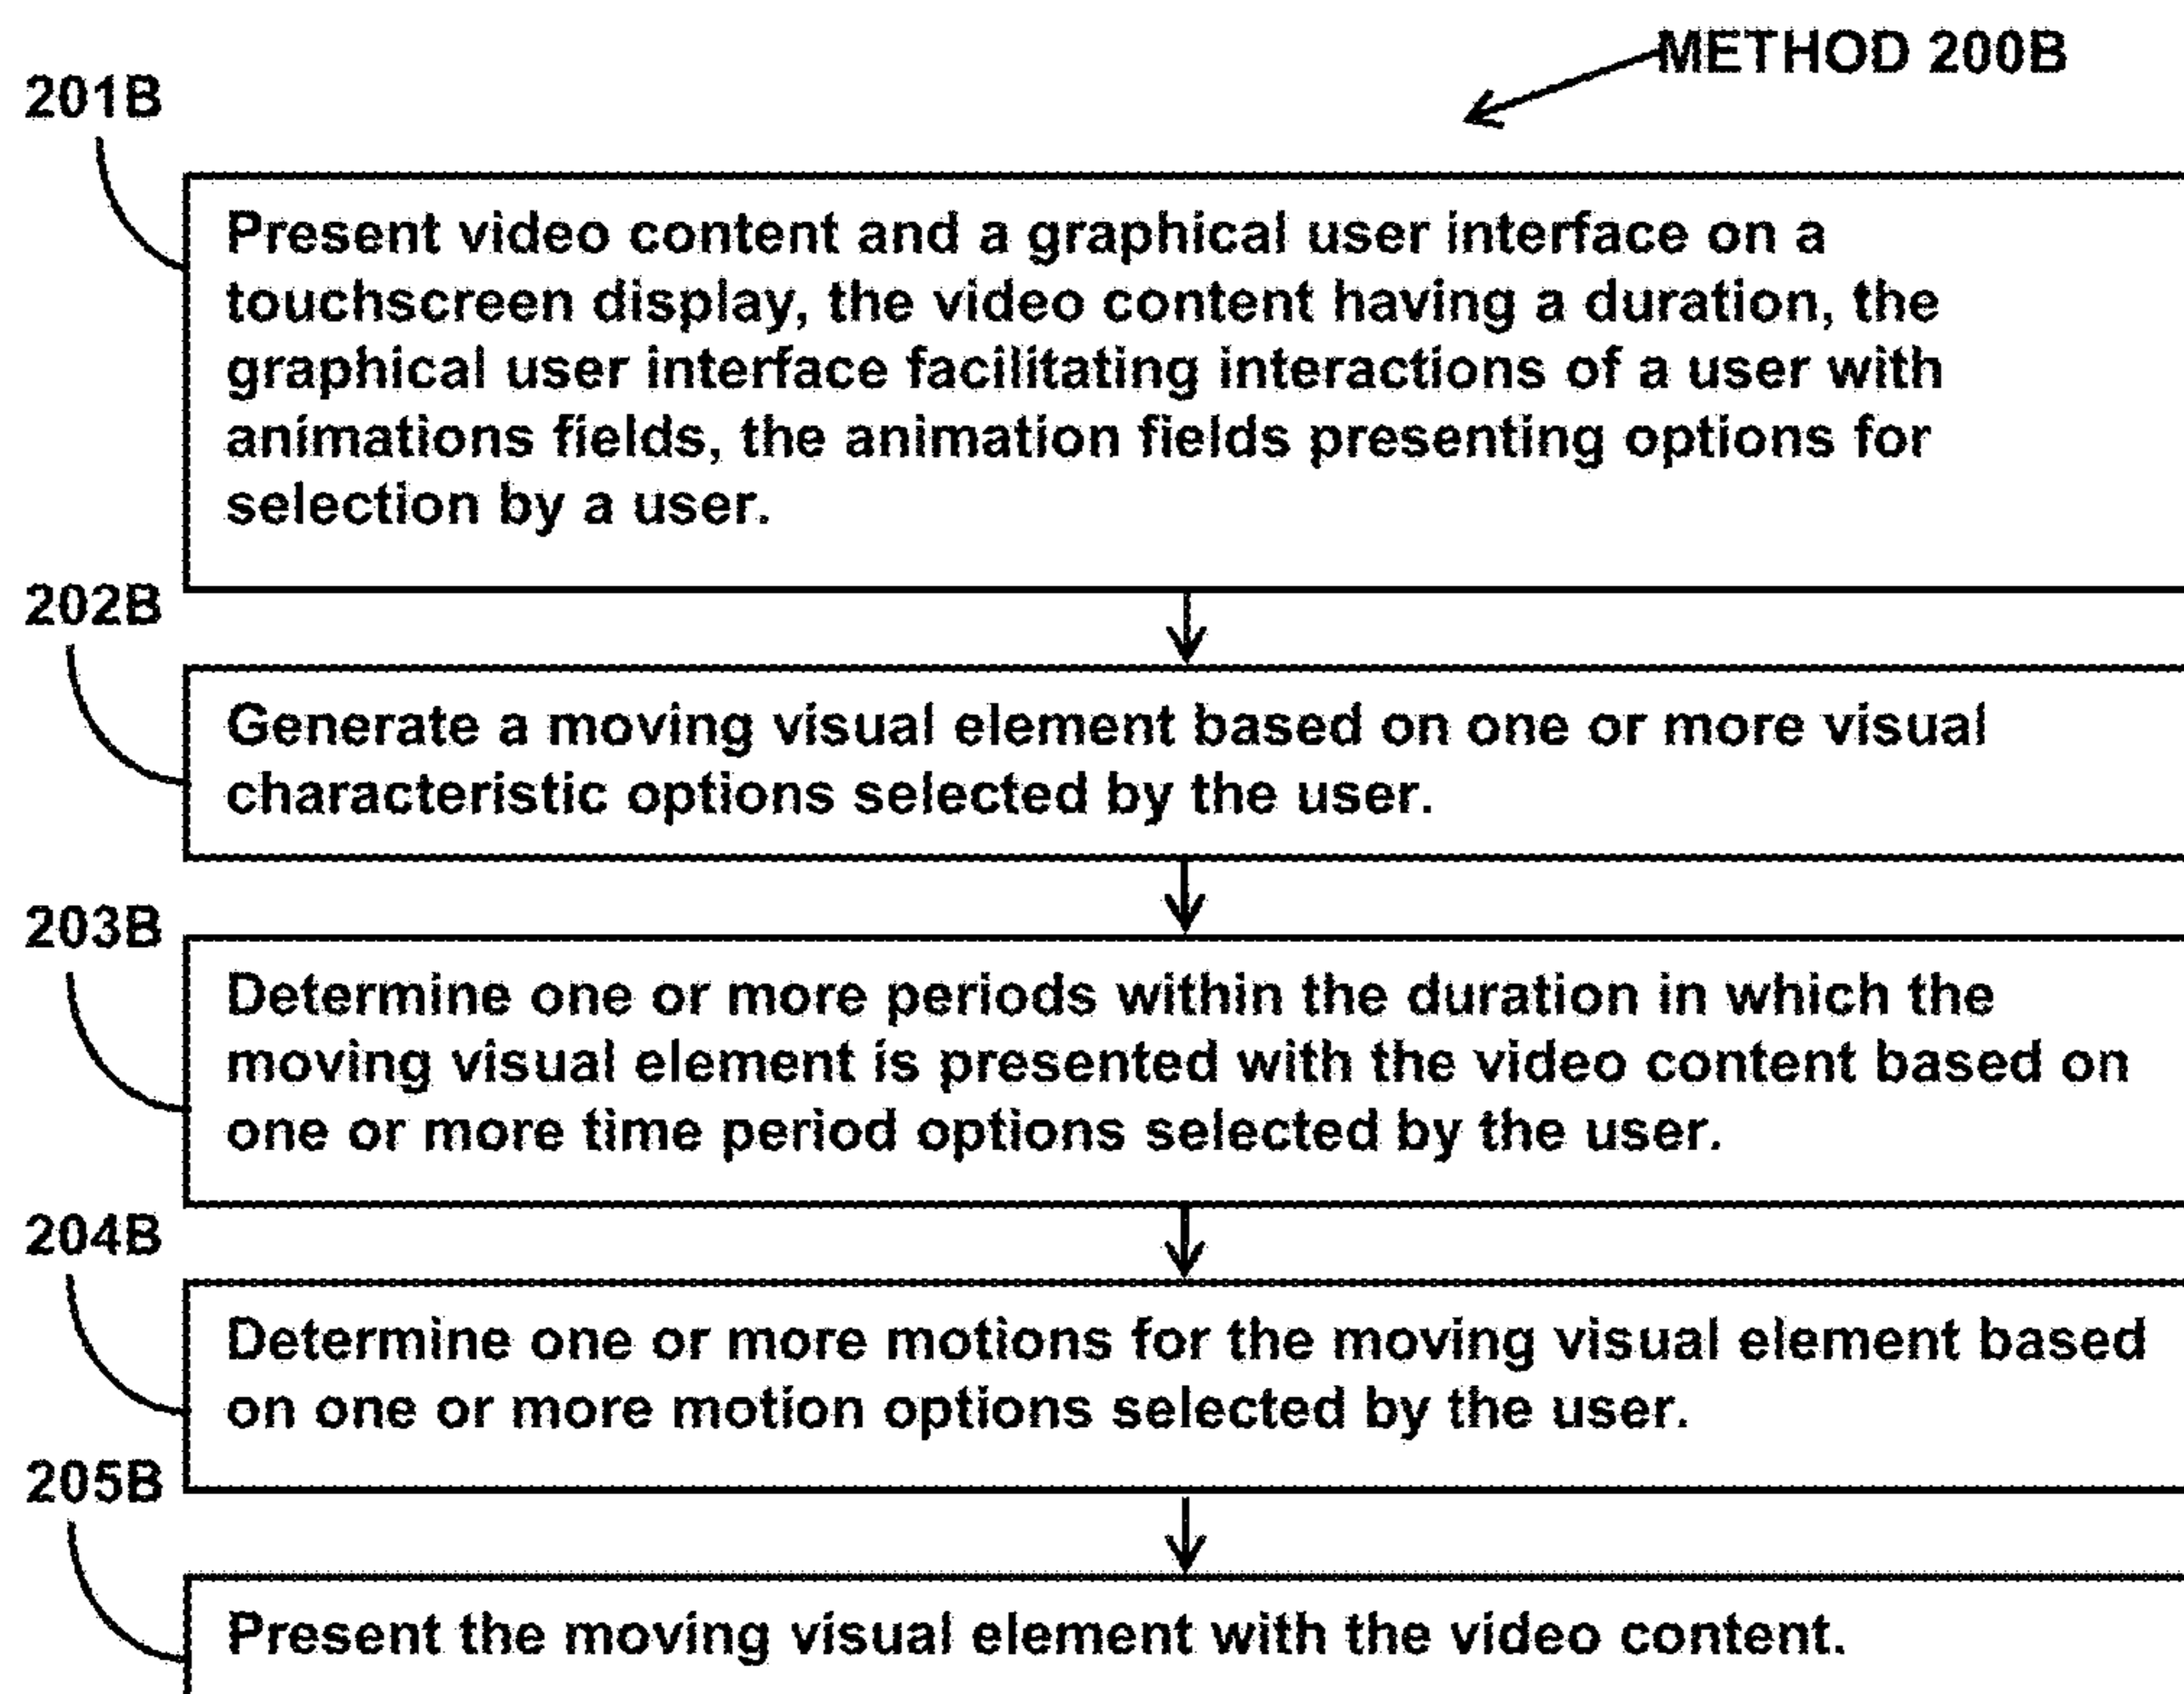 METHOD 200B
201B
Present video content and a graphical user interface on a
touchscreen display, the video content having a duration, the
graphical user interface facilitating interactions of a user with
animations fields, the animation fields presenting options for
selection by a user.
202B
Generate a moving visual element based on one or more visual
characteristic options selected by the user.
203B
Determine one or more periods within the duration in which the
moving visual element is presented with the video content based on
one or more time period options selected by the user.
204B
Determine one or more motions for the moving visual element based
on one or more motion options selected by the user.
205B
Present the moving visual element with the video content.